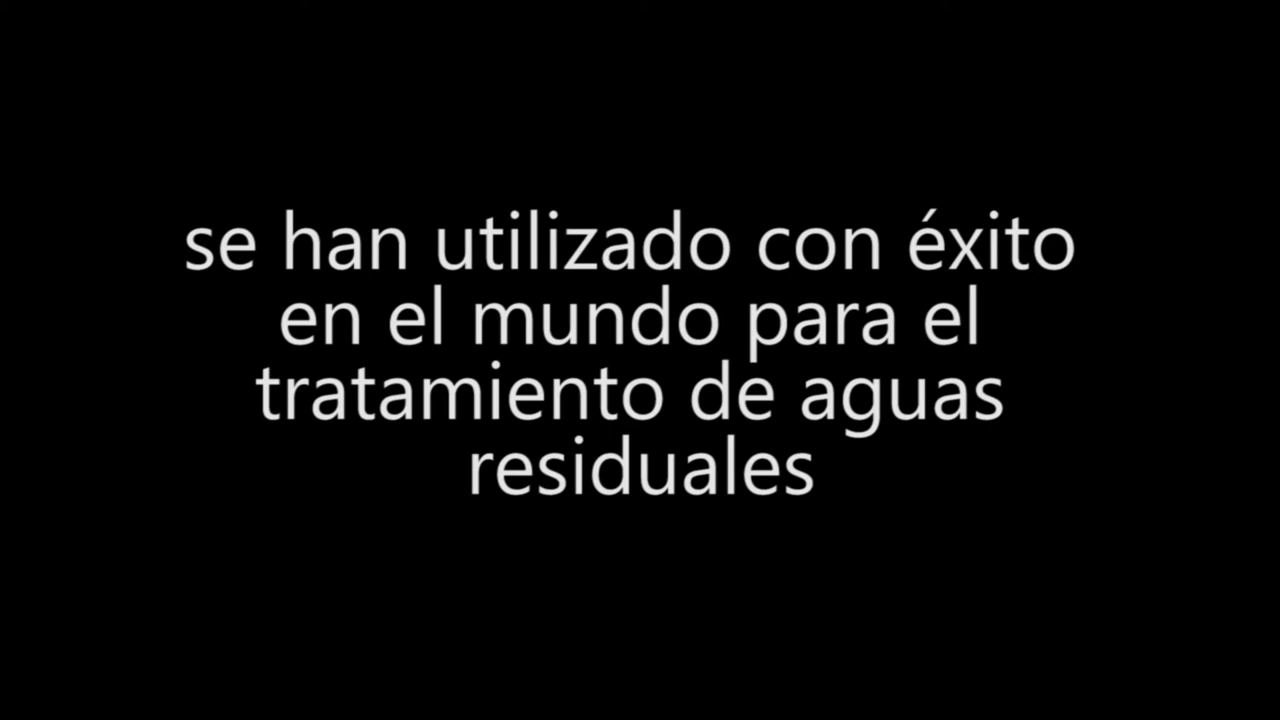 se han utilizado con éxito
en el mundo para el
tratamiento de aguas
residuales